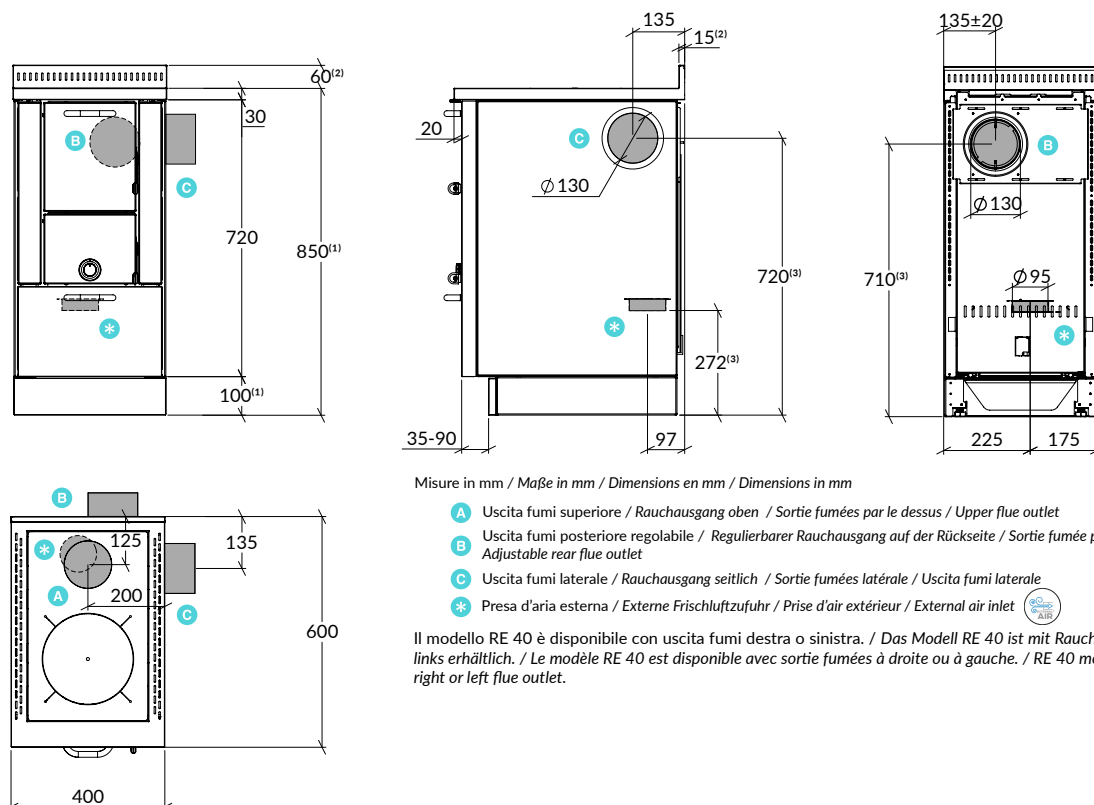 135
15(2)
135±20
60(2)
30
B
C
720
850(1)
*
100(1)
20
C
Ø 130
720(3)
*
272(3)
35-90
97
B
Ø 130
710(3)
Ø 95
*
225
175
B
125
*
135
A
200
C
600
400
Misure in mm / Maße in mm / Dimensions en mm / Dimensions in mm
A Uscita fumi superiore / Rauchausgang oben / Sortie fumées par le dessus / Upper flue outlet
B Uscita fumi posteriore regolabile / Regulierbarer Rauchausgang auf der Rückseite / Sortie fumée p
Adjustable rear flue outlet
C Uscita fumi laterale / Rauchausgang seitlich / Sortie fumées latérale / Uscita fumi laterale
* Presa d'aria esterna / Externe Frischluftzufuhr / Prise d'air extérieur / External air inlet
AIR
Il modello RE 40 è disponibile con uscita fumi destra o sinistra. / Das Modell RE 40 ist mit Rauch
links erhältlich. / Le modèle RE 40 est disponible avec sortie fumées à droite ou à gauche. / RE 40 m
right or left flue outlet.